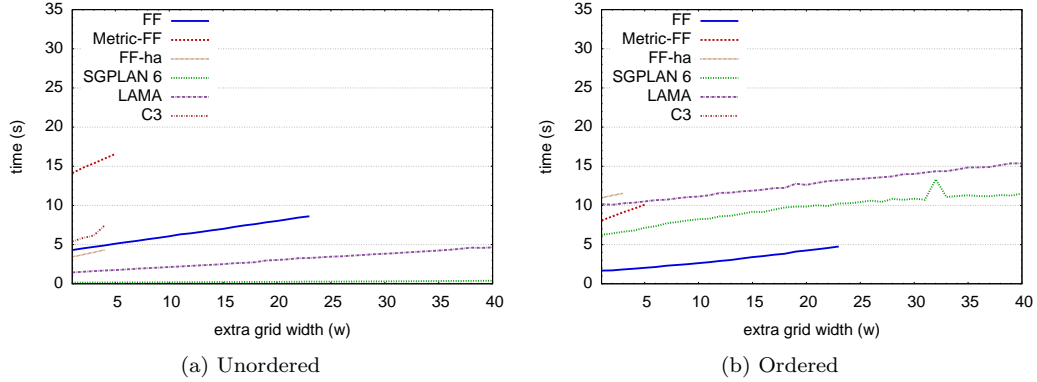 35
30
25
20
15
10
5
0
time (s)
FF
Metric-FF
FF-ha
SGPLAN 6
LAMA
C3
5 10 15 20 25 30 35 40
extra grid width (w)
(a) Unordered
35
30
25
20
15
10
5
0
time (s)
FF
Metric-FF
FF-ha
SGPLAN 6
LAMA
C3
5 10 15 20 25 30 35 40
extra grid width (w)
(b) Ordered